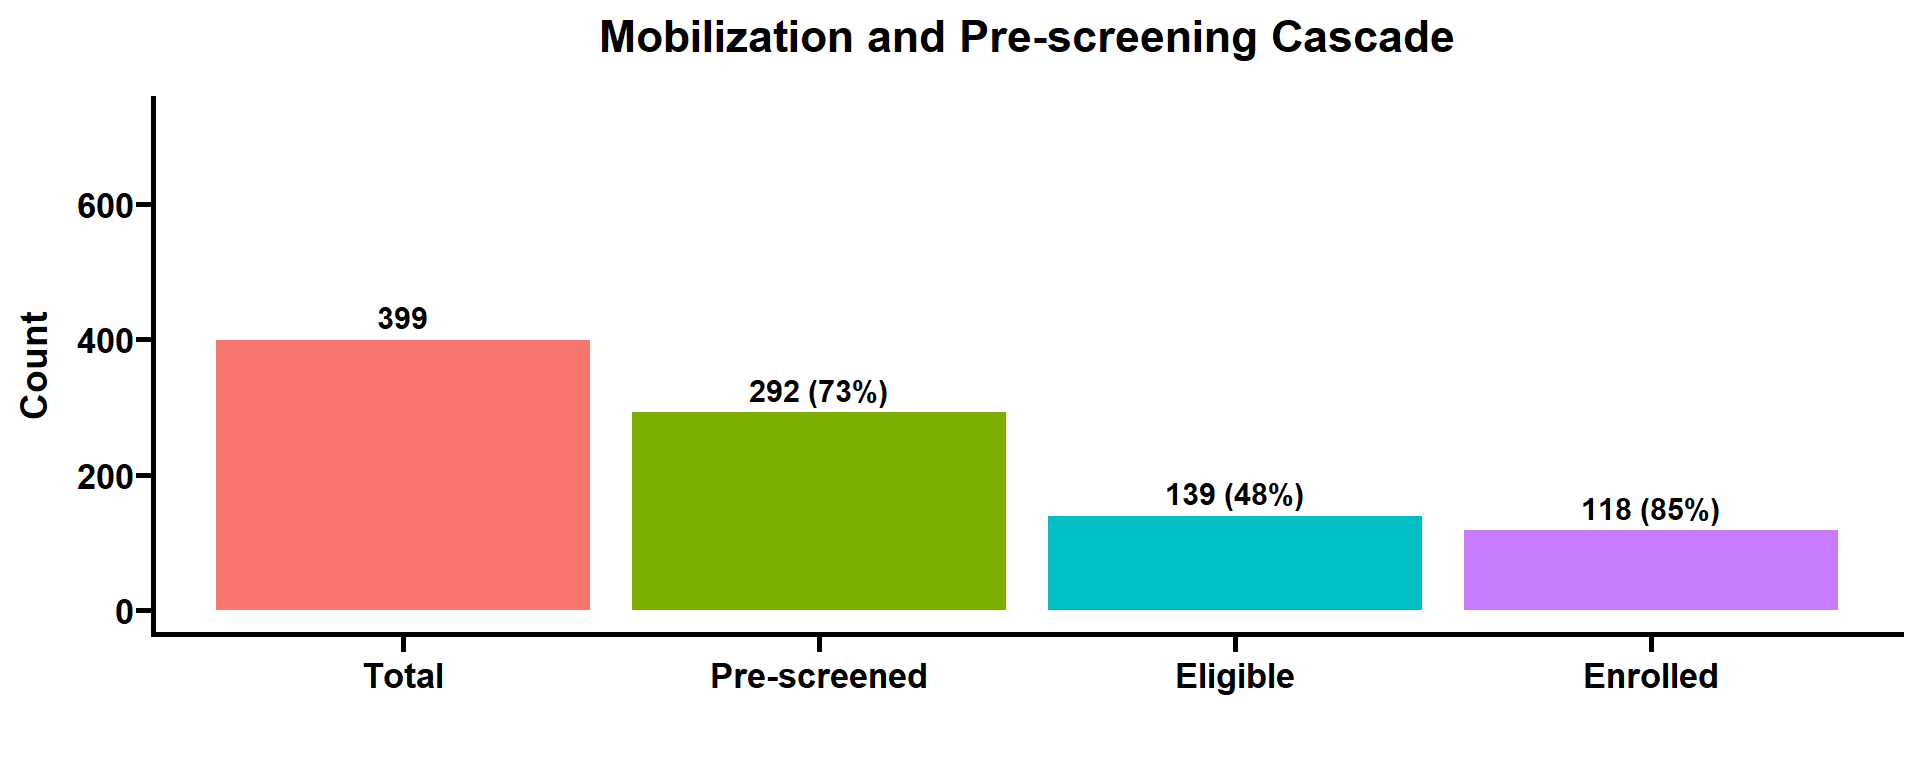 Mobilization and Pre-screening Cascade
Count
600
400
200
0
399
292 (73%)
139 (48%)
118 (85%)
Total
Pre-screened
Eligible
Enrolled